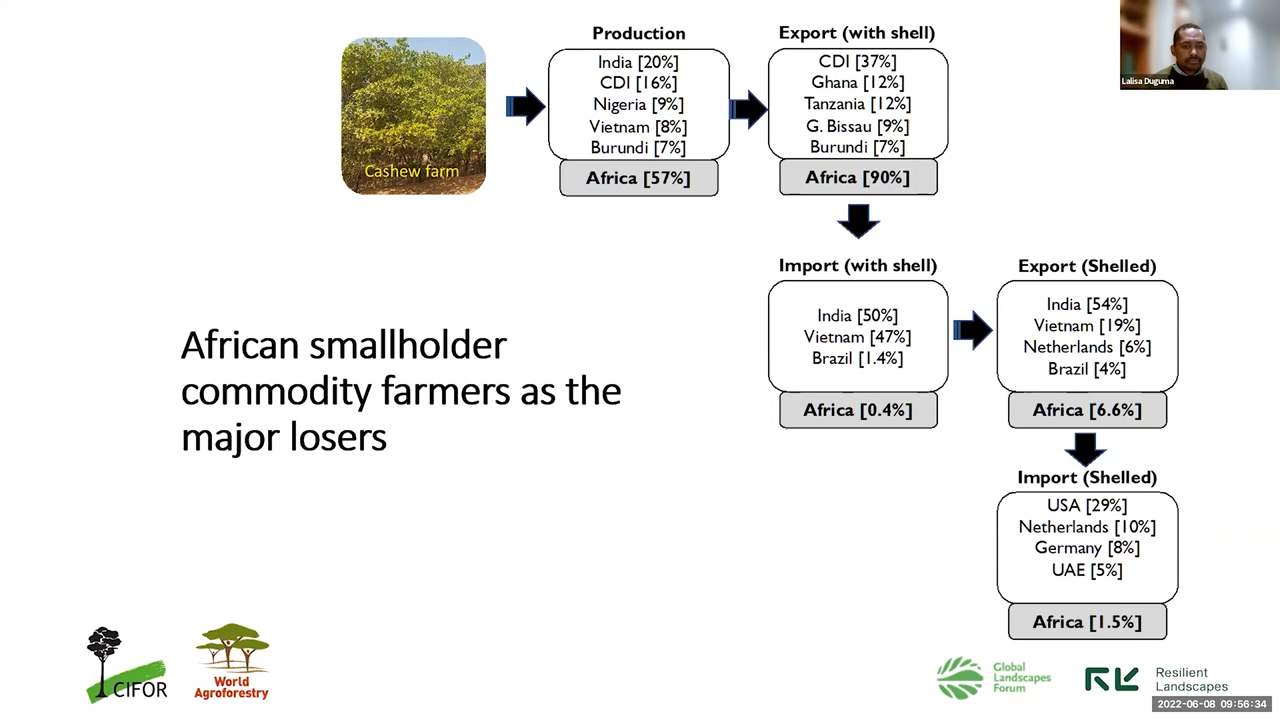 Production
India [20%]
CDI [16%]
Nigeria [9%]
Vietnam [8%]
Burundi [7%]
Africa [57%]
Export (with shell)
CDI [37%]
Ghana [12%]
Tanzania [12%]
G. Bissau [9%]
Burundi [7%]
Africa [90%]
Lalisa Duguma
Cashew farm
Import (with shell)
India [50%]
Vietnam [47%]
Brazil [1.4%]
Africa [0.4%]
Export (Shelled)
India [54%]
Vietnam [19%]
Netherlands [6%]
Brazil [4%]
Africa [6.6%]
African smallholder
commodity farmers as the
major losers
Import (Shelled)
USA [29%]
Netherlands [10%]
Germany [8%]
UAE [5%]
Africa [1.5%]
CIFOR
World
Agroforestry
Global
Landscapes
Forum
Resilient
Landscapes
2022-06-08 09:56:34